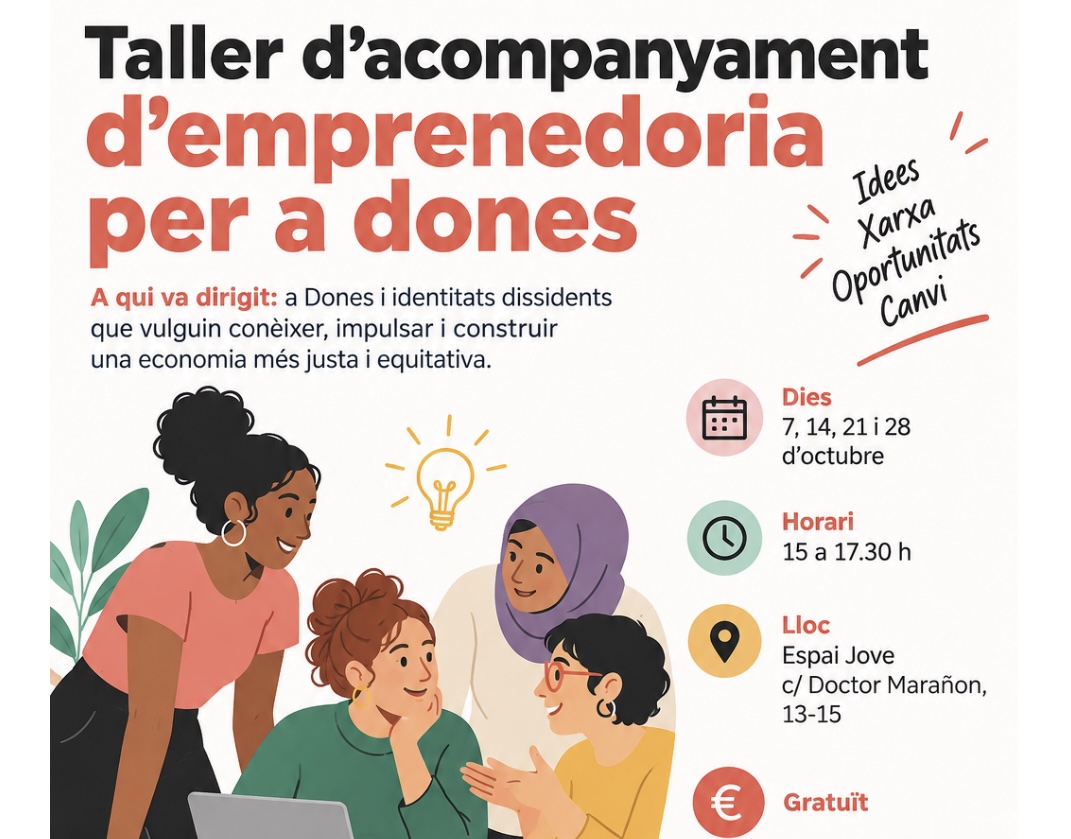 Taller d’acompanyament
d’emprenedoria
per a dones
A qui va dirigit: a Dones i identitats dissidents
que vulguin conèixer, impulsar i construir
una economia més justa i equitativa.
Idees
Xarxa
Oportunitats
Canvi
Dies
7, 14, 21 i 28
d’octubre
Horari
15 a 17.30 h
Lloc
Espai Jove
c/ Doctor Marañon,
13-15
€
Gratuït